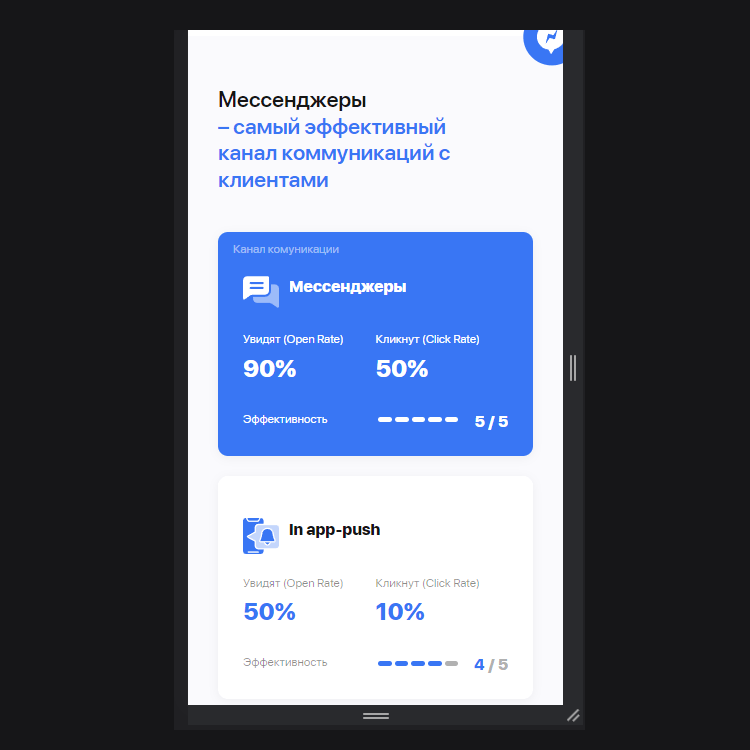 Мессенджеры
– самый эффективный
канал коммуникаций с
клиентами
Канал комуникации
Мессенджеры
Увидят (Open Rate)
Кликнут (Click Rate)
90%
50%
Эффективность
5 / 5
In app-push
Увидят (Open Rate)
Кликнут (Click Rate)
50%
10%
Эффективность
4 / 5